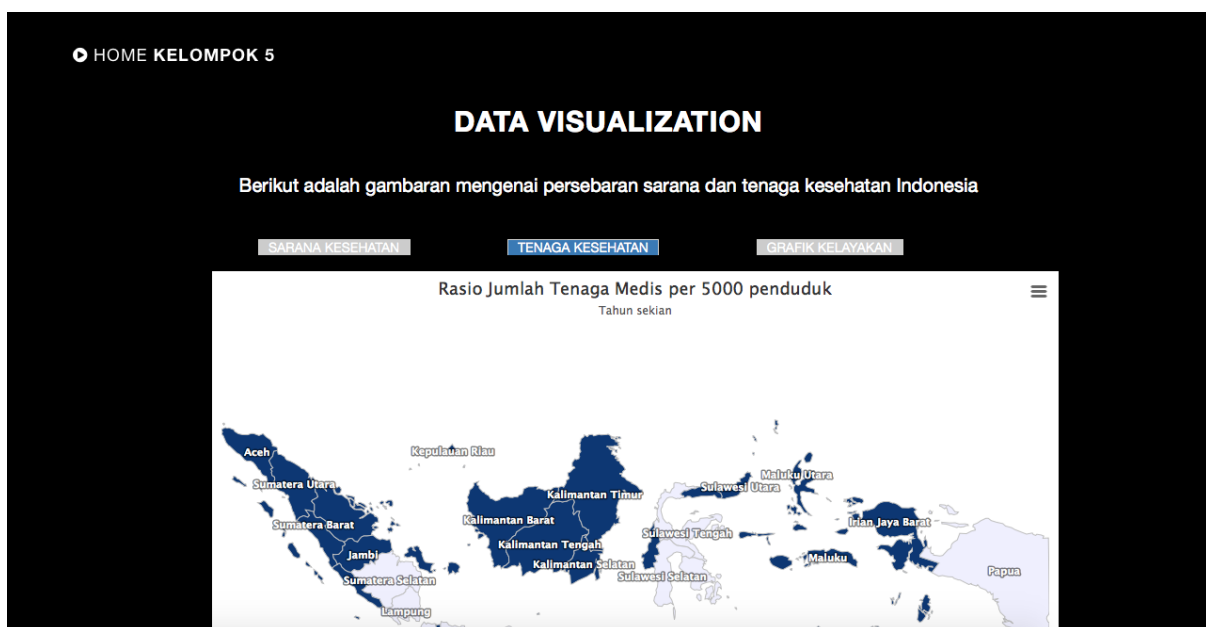 HOME KELOMPOK 5
DATA VISUALIZATION
Berikut adalah gambaran mengenai persebaran sarana dan tenaga kesehatan Indonesia
SARANA KESEHATAN
TENAGA KESEHATAN
GRAFIK KELAYAKAN
Rasio Jumlah Tenaga Medis per 5000 penduduk
Tahun sekian
Aceh
Kepulauan Riau
Sumatera Utara
Maluku Utara
Sulawesi Utara
Kalimantan Timur
Kalimantan Barat
Irian Jaya Barat
Sumatera Barat
Sulawesi Tengah
Kalimantan Tengah
Jambi
Maluku
Kalimantan Selatan
Papua
Sulawesi Selatan
Sumatera Selatan
Lampung